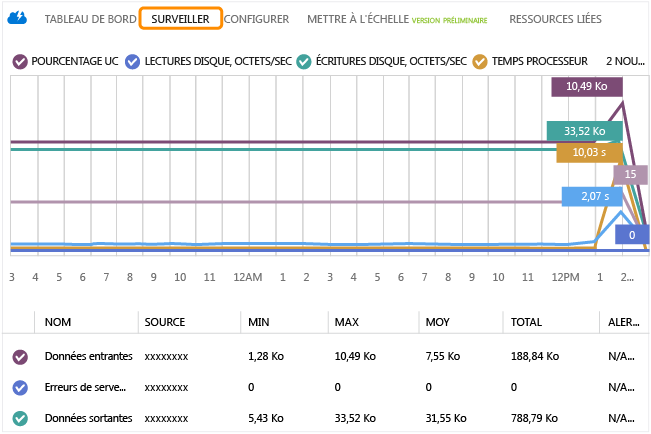 TABLEAU DE BORD SURVEILLER CONFIGURER METTRE À L'ÉCHELLE VERSION PRÉLIMINAIRE RESSOURCES LIÉES
POURCENTAGE UC LECTURES DISQUE, OCTETS/SEC ÉCRITURES DISQUE, OCTETS/SEC TEMPS PROCESSEUR 2 NOU...
10,49 Ko
33,52 Ko
10,03 s
15
2,07 s
0
3 4 5 6 7 8 9 10 11 12AM 1 2 3 4 5 6 7 8 9 10 11 12PM 1 2...
NOM SOURCE MIN MAX MOY TOTAL ALER...
Données entrantes xxxxxxxx 1,28 Ko 10,49 Ko 7,55 Ko 188,84 Ko N/A...
Erreurs de serve... xxxxxxxx 0 0 0 0 N/A...
Données sortantes xxxxxxxx 5,43 Ko 33,52 Ko 31,55 Ko 788,79 Ko N/A...